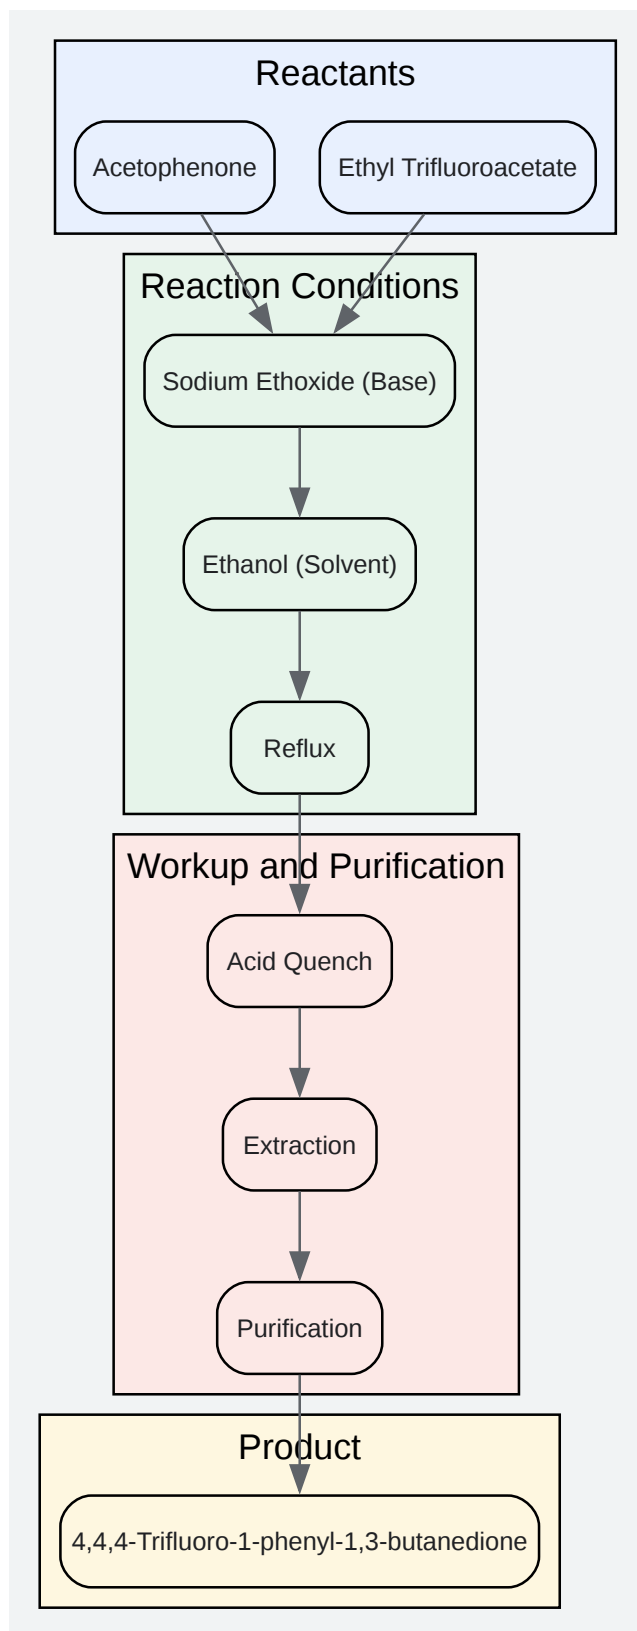 Reactants
Acetophenone
Ethyl Trifluoroacetate
Reaction Conditions
Sodium Ethoxide (Base)
Ethanol (Solvent)
Reflux
Workup and Purification
Acid Quench
Extraction
Purification
Product
4,4,4-Trifluoro-1-phenyl-1,3-butanedione